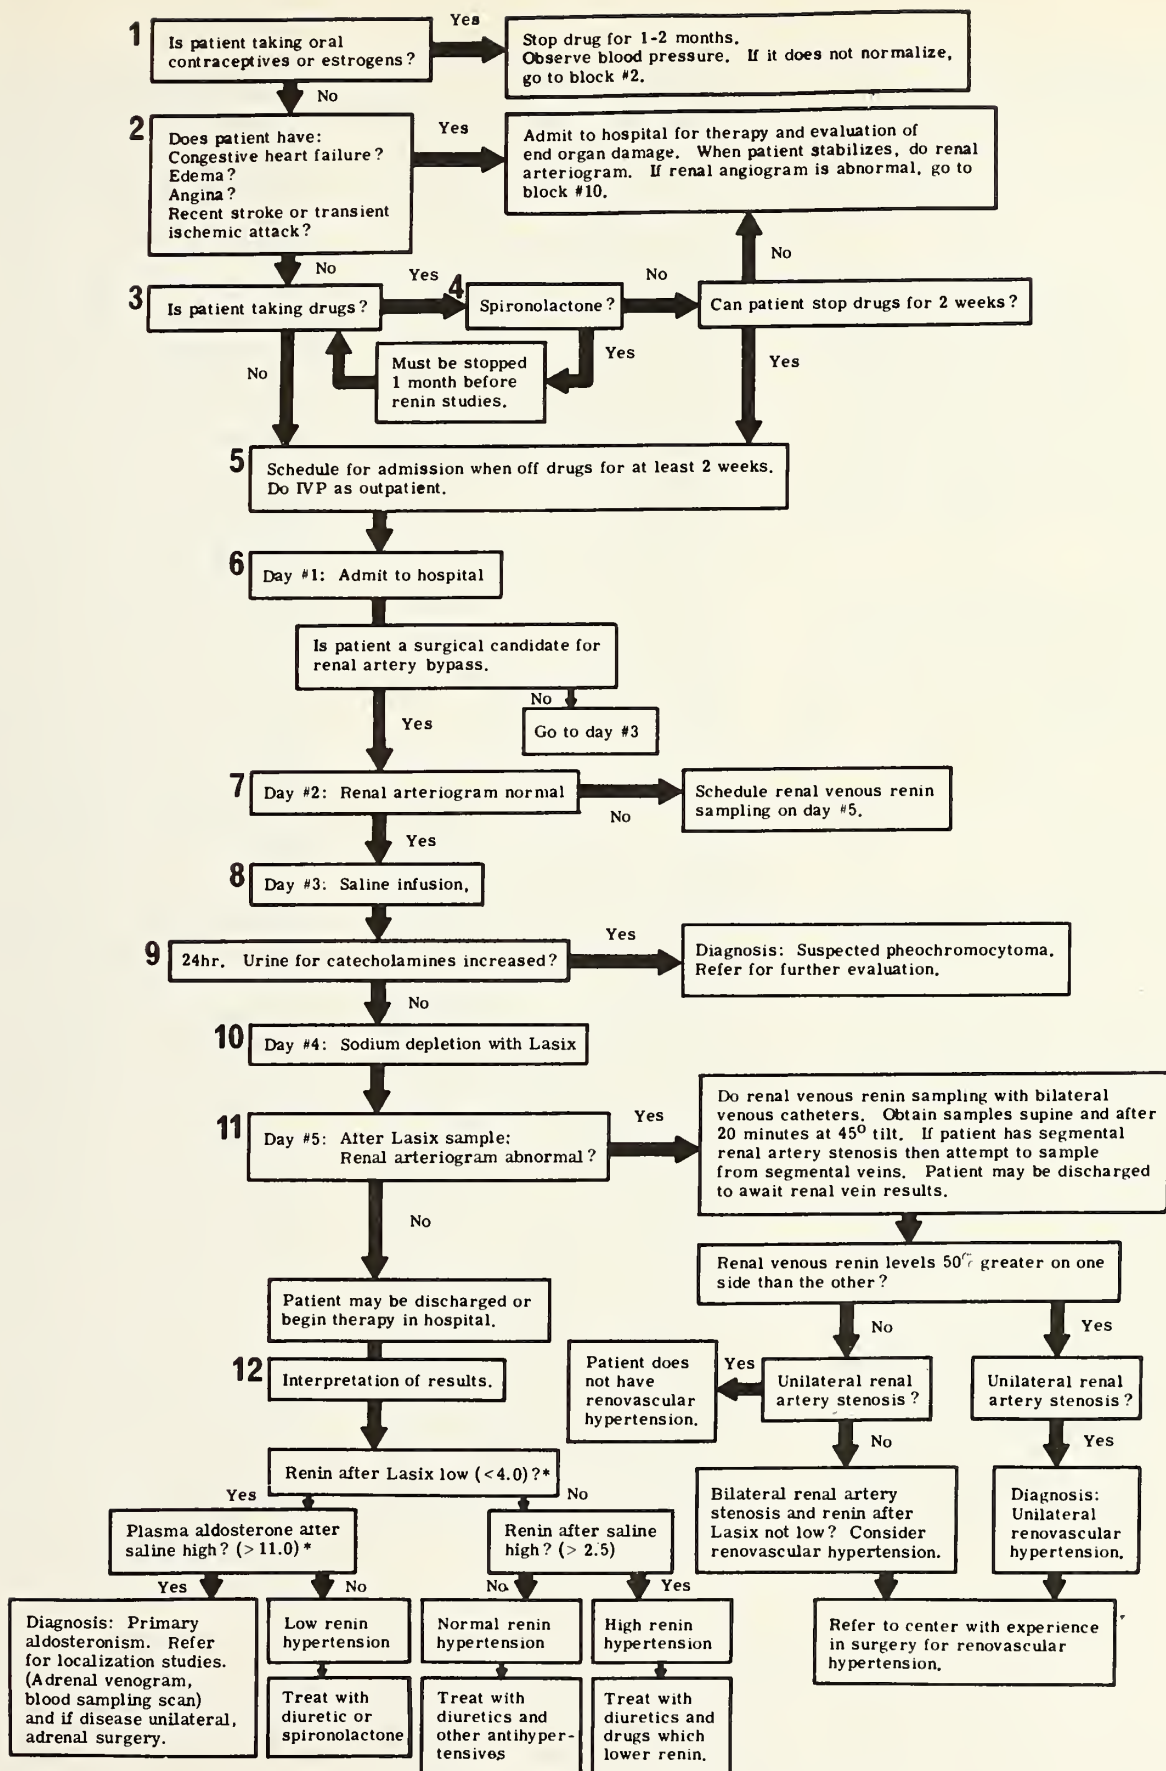 1
Is patient taking oral
contraceptives or estrogens?
Yes
Stop drug for 1-2 months.
Observe blood pressure. If it does not normalize,
go to block #2.
No
2
Does patient have:
Congestive heart failure?
Edema?
Angina?
Recent stroke or transient
ischemic attack?
Yes
Admit to hospital for therapy and evaluation of
end organ damage. When patient stabilizes, do renal
arteriogram. If renal angiogram is abnormal, go to
block #10.
No
No
3
Is patient taking drugs?
Yes
4
Spironolactone?
No
Can patient stop drugs for 2 weeks?
No
Must be stopped
1 month before
renin studies.
Yes
Yes
5
Schedule for admission when off drugs for at least 2 weeks.
Do IVP as outpatient.
6
Day #1: Admit to hospital
Is patient a surgical candidate for
renal artery bypass.
No
Yes
Go to day #3
7
Day #2: Renal arteriogram normal
No
Schedule renal venous renin
sampling on day #5.
Yes
8
Day #3: Saline infusion,
9
24hr. Urine for catecholamines increased?
Yes
Diagnosis: Suspected pheochromocytoma.
Refer for further evaluation.
No
10
Day #4: Sodium depletion with Lasix
11
Day #5: After Lasix sample:
Renal arteriogram abnormal?
Yes
Do renal venous renin sampling with bilateral
venous catheters. Obtain samples supine and after
20 minutes at 45° tilt. If patient has segmental
renal artery stenosis then attempt to sample
from segmental veins. Patient may be discharged
to await renal vein results.
No
Renal venous renin levels 50% greater on one
side than the other?
Patient may be discharged or
begin therapy in hospital.
No
Yes
12
Interpretation of results.
Patient does
not have
renovascular
hypertension.
Yes
Unilateral renal
artery stenosis?
Unilateral renal
artery stenosis?
No
Yes
Renin after Lasix low (<4.0)?*
Yes
No
Bilateral renal artery
stenosis and renin after
Lasix not low? Consider
renovascular hypertension.
Diagnosis:
Unilateral
renovascular
hypertension.
Plasma aldosterone after
saline high? (> 11.0)*
Renin after saline
high? (> 2.5)
Yes
No
No
Yes
Diagnosis: Primary
aldosteronism. Refer
for localization studies.
(Adrenal venogram,
blood sampling scan)
and if disease unilateral,
adrenal surgery.
Low renin
hypertension
Normal renin
hypertension
High renin
hypertension
Refer to center with experience
in surgery for renovascular
hypertension.
Treat with
diuretic or
spironolactone
Treat with
diuretics and
other antihyper-
tensives
Treat with
diuretics and
drugs which
lower renin.